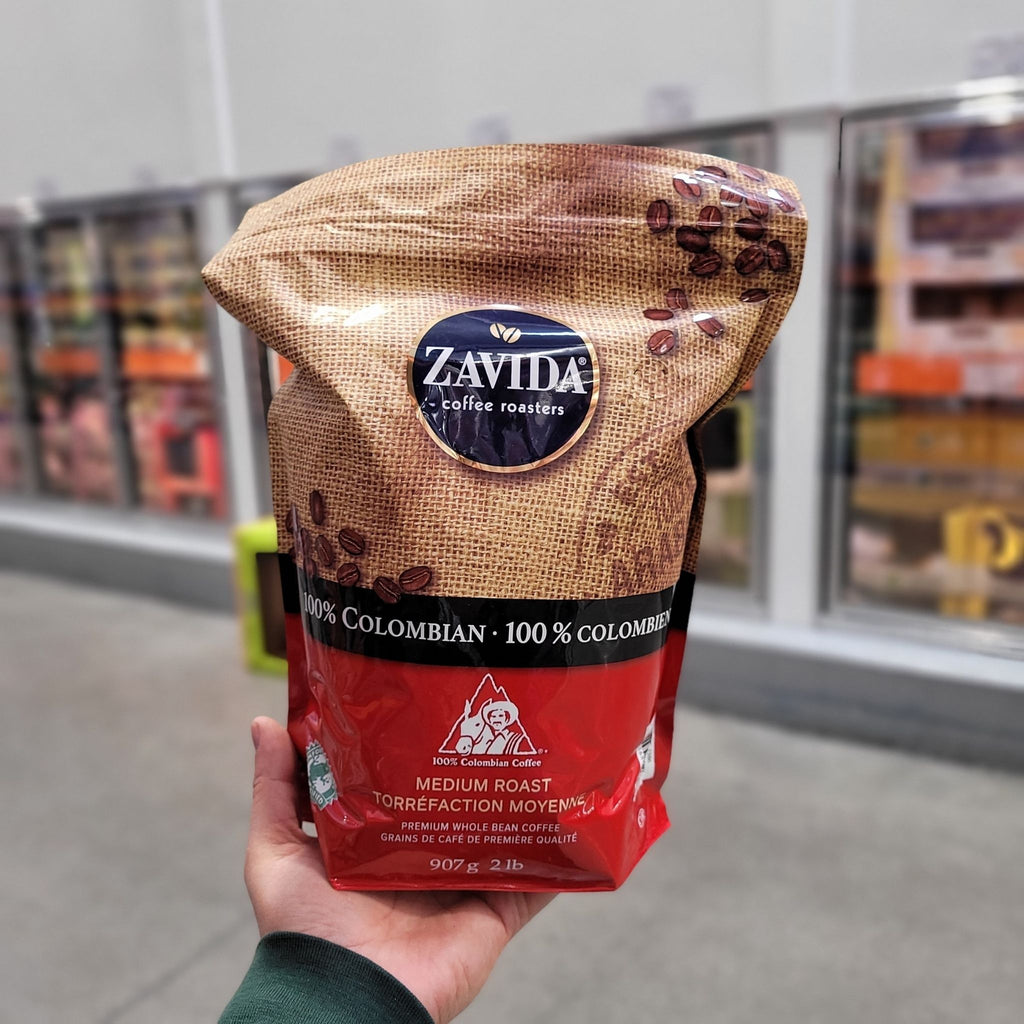 ZAVIDA®
coffee roasters
100% COLOMBIAN · 100 % COLOMBIEN
100% Colombian Coffee
MEDIUM ROAST
TORRÉFACTION MOYENNE
PREMIUM WHOLE BEAN COFFEE
GRAINS DE CAFÉ DE PREMIÈRE QUALITÉ
907 g 2 lb